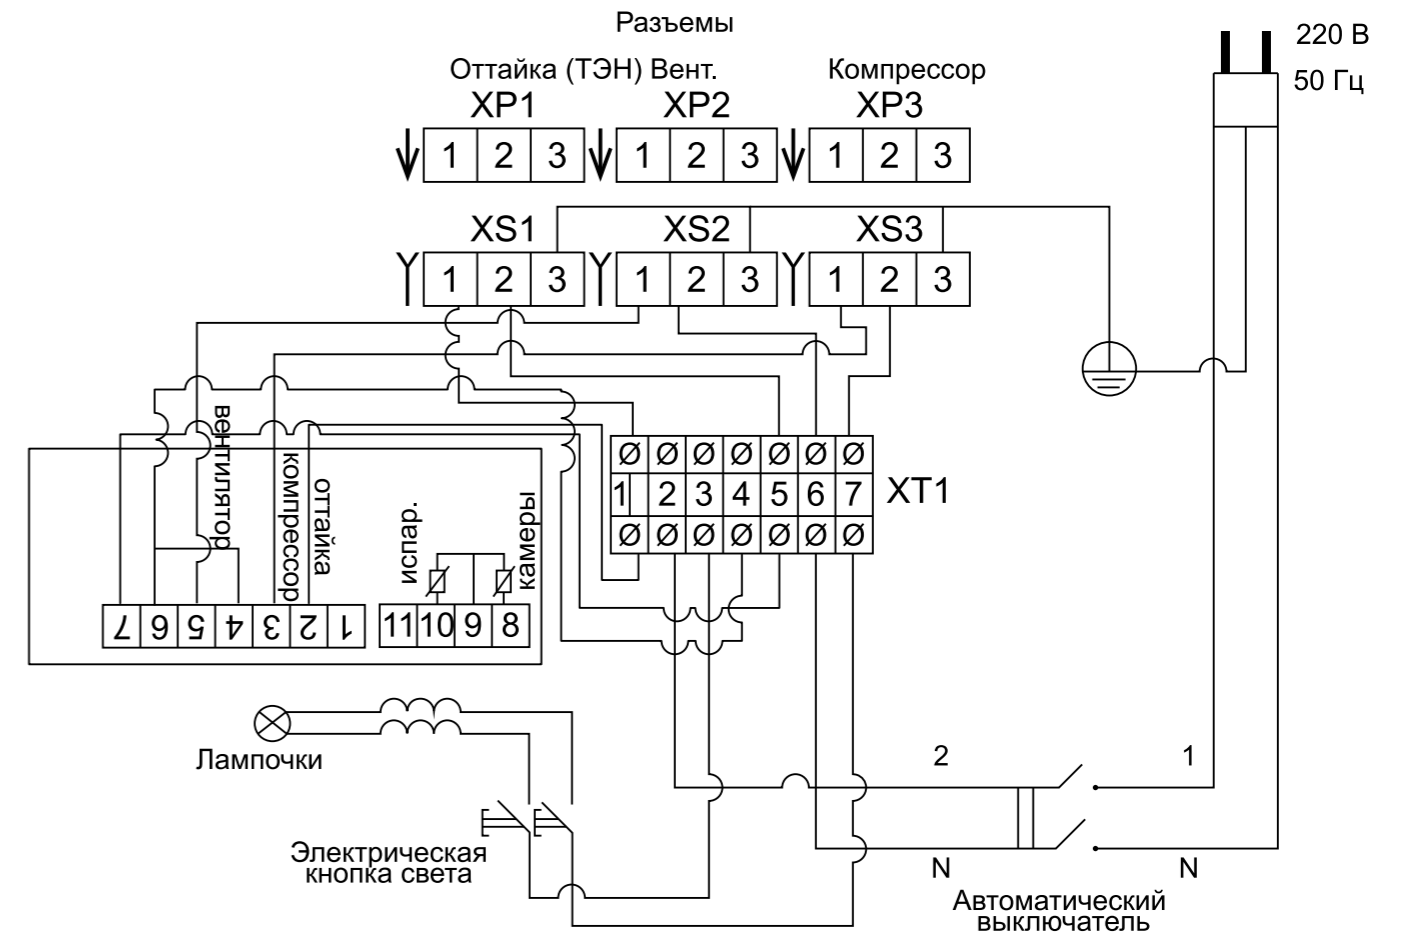 Разъемы
Оттайка (ТЭН) Вент. Компрессор
XP1 XP2 XP3
1 2 3 1 2 3 1 2 3
220 В
50 Гц
XS1 XS2 XS3
1 2 3 1 2 3 1 2 3
вентилятор
компрессор
оттайка
испар.
камеры
Ø Ø Ø Ø Ø Ø Ø
1 2 3 4 5 6 7 XT1
Ø Ø Ø Ø Ø Ø Ø
7 6 5 4 3 2 1 11 10 9 8
Лампочки
Электрическая
кнопка света
2 1
N N
Автоматический
выключатель